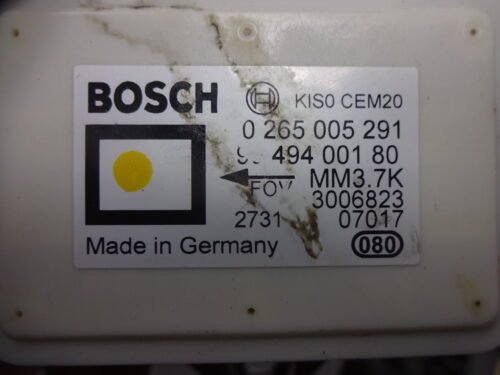 BOSCH KIS0 CEM20
0 265 005 291
494 001 80
FOV MM3.7K
3006823
2731 07017
Made in Germany 080